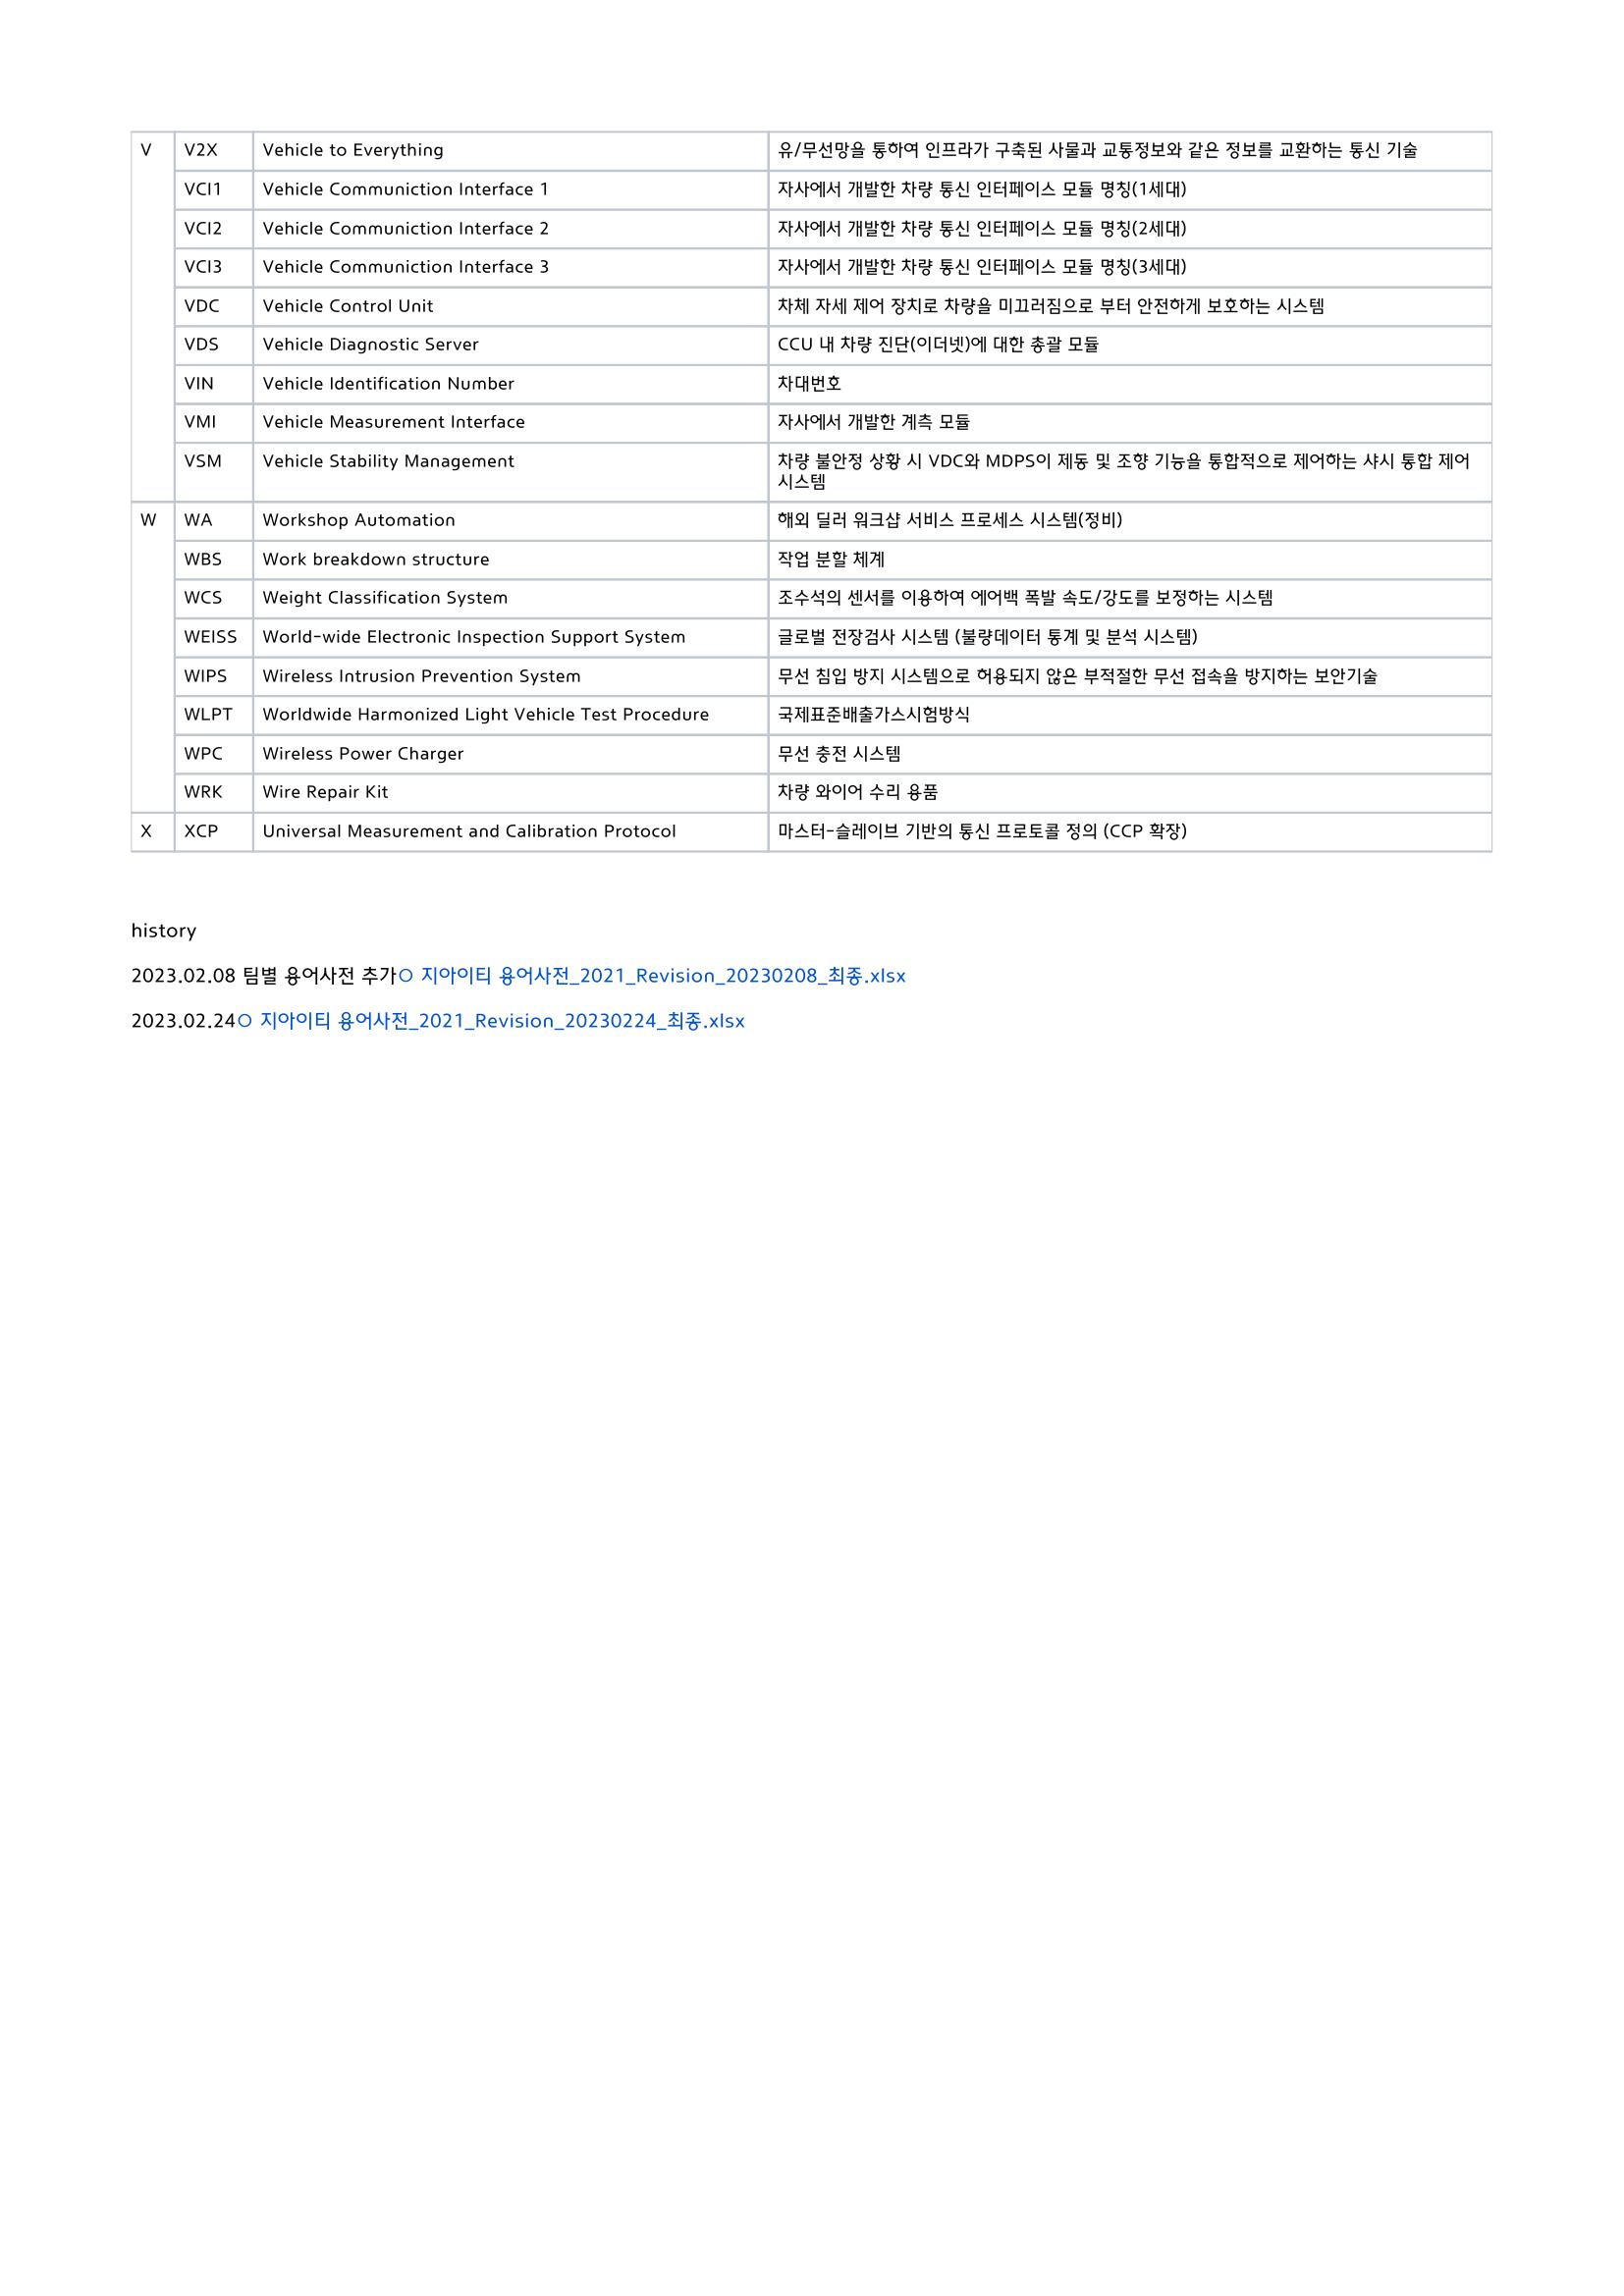 V V2X Vehicle to Everything 유/무선망을 통하여 인프라가 구축된 사물과 교통정보와 같은 정보를 교환하는 통신 기술
VCI1 Vehicle Communiction Interface 1 자사에서 개발한 차량 통신 인터페이스 모듈 명칭(1세대)
VCI2 Vehicle Communiction Interface 2 자사에서 개발한 차량 통신 인터페이스 모듈 명칭(2세대)
VCI3 Vehicle Communiction Interface 3 자사에서 개발한 차량 통신 인터페이스 모듈 명칭(3세대)
VDC Vehicle Control Unit 차체 자세 제어 장치로 차량을 미끄러짐으로 부터 안전하게 보호하는 시스템
VDS Vehicle Diagnostic Server CCU 내 차량 진단(이더넷)에 대한 총괄 모듈
VIN Vehicle Identification Number 차대번호
VMI Vehicle Measurement Interface 자사에서 개발한 계측 모듈
VSM Vehicle Stability Management 차량 불안정 상황 시 VDC와 MDPS이 제동 및 조향 기능을 통합적으로 제어하는 샤시 통합 제어
시스템
W WA Workshop Automation 해외 딜러 워크샵 서비스 프로세스 시스템(정비)
WBS Work breakdown structure 작업 분할 체계
WCS Weight Classification System 조수석의 센서를 이용하여 에어백 폭발 속도/강도를 보정하는 시스템
WEISS World-wide Electronic Inspection Support System 글로벌 전장검사 시스템 (불량데이터 통계 및 분석 시스템)
WIPS Wireless Intrusion Prevention System 무선 침입 방지 시스템으로 허용되지 않은 부적절한 무선 접속을 방지하는 보안기술
WLPT Worldwide Harmonized Light Vehicle Test Procedure 국제표준배출가스시험방식
WPC Wireless Power Charger 무선 충전 시스템
WRK Wire Repair Kit 차량 와이어 수리 용품
X XCP Universal Measurement and Calibration Protocol 마스터-슬레이브 기반의 통신 프로토콜 정의 (CCP 확장)
history
2023.02.08 팀별 용어사전 추가○ 지아이티 용어사전_2021_Revision_20230208_최종.xlsx
2023.02.24○ 지아이티 용어사전_2021_Revision_20230224_최종.xlsx